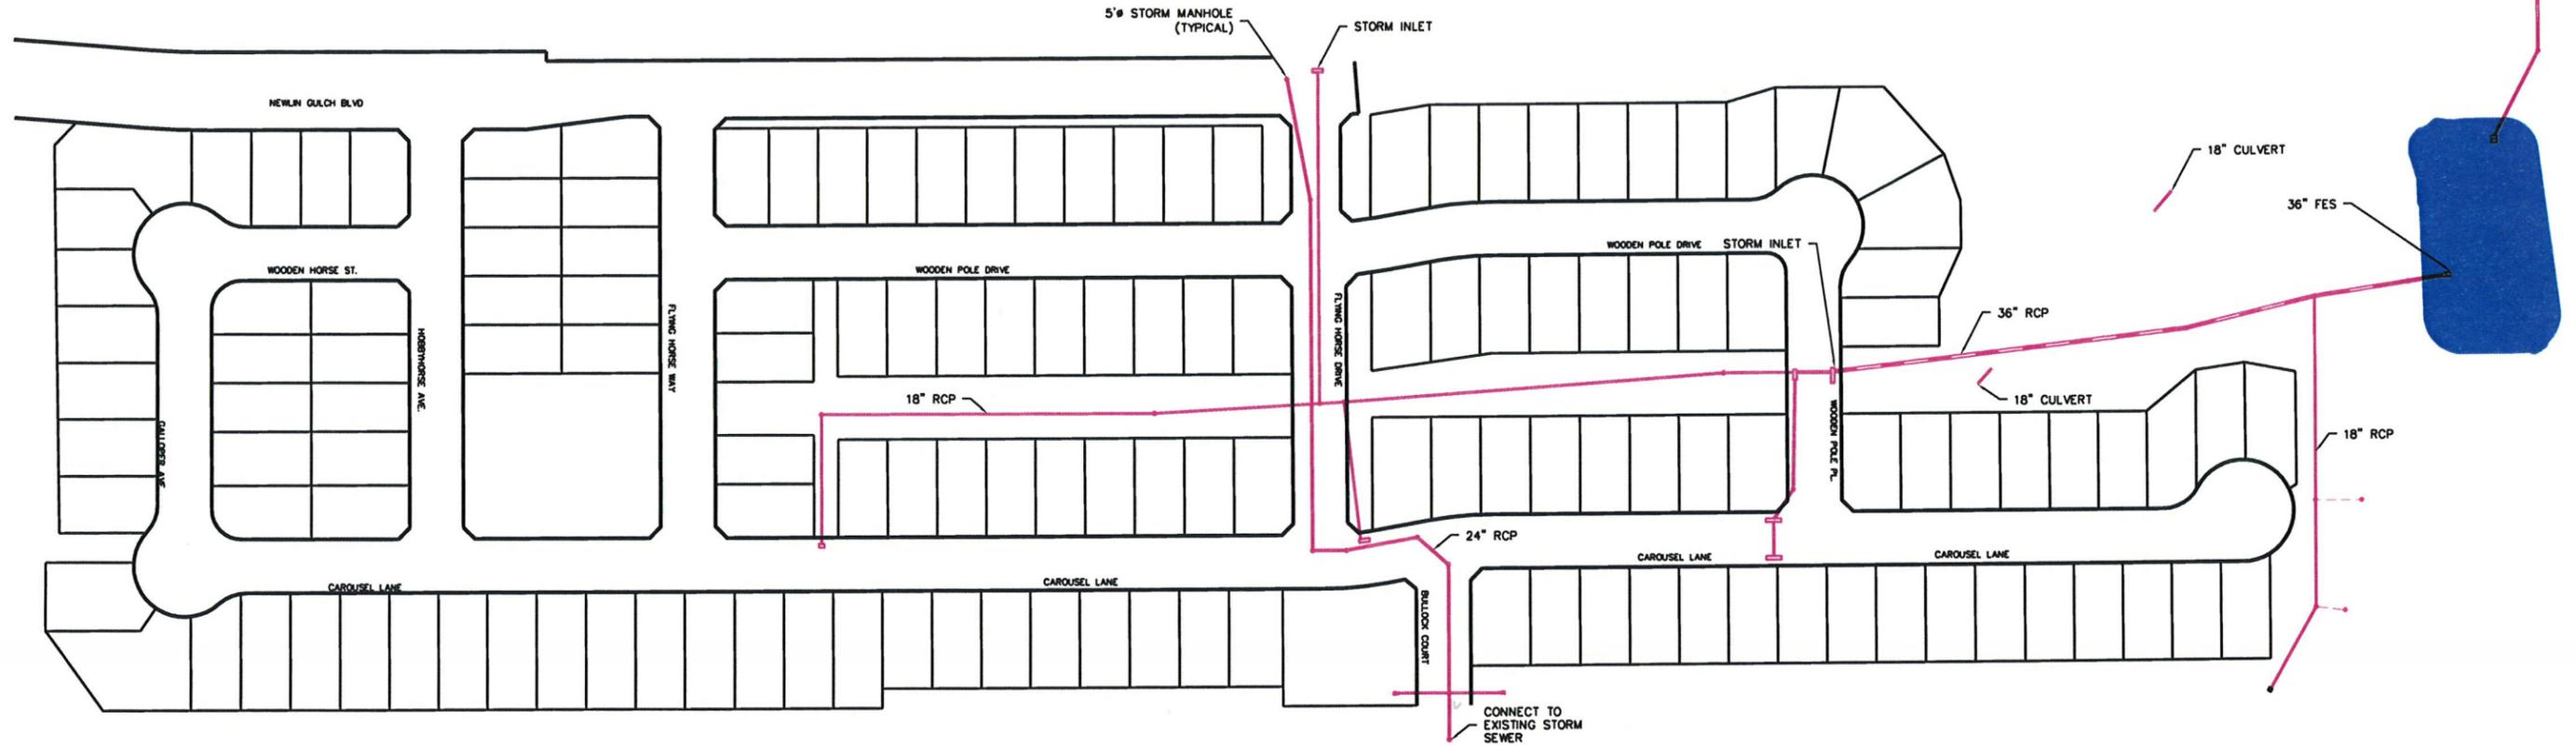 5'ø STORM MANHOLE
(TYPICAL)
STORM INLET
NEWLIN GULCH BLVD
18" CULVERT
36" FES
WOODEN POLE DRIVE
STORM INLET
WOODEN HORSE ST.
WOODEN POLE DRIVE
FLYING HORSE DRIVE
FLYING HORSE WAY
HOBBYHORSE AVE.
36" RCP
18" RCP
18" CULVERT
GALLOPER AVE
WOODEN POLE PL.
18" RCP
24" RCP
CAROUSEL LANE
CAROUSEL LANE
CAROUSEL LANE
CAROUSEL LANE
BULLOCK COURT
CONNECT TO
EXISTING STORM
SEWER